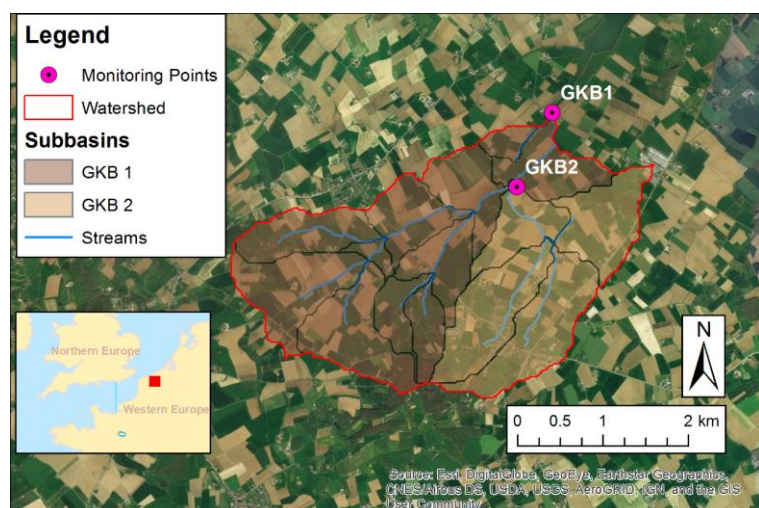 Legend
Monitoring Points
Watershed
Subbasins
GKB 1
GKB 2
Streams
GKB1
GKB2
Northern Europe
Western Europe
N
0 0.5 1 2 km
Source: Esri, DigitalGlobe, GeoEye, Earthstar Geographics,
CNES/Airbus DS, USDA, USGS, AeroGRID, IGN, and the GIS
User Community